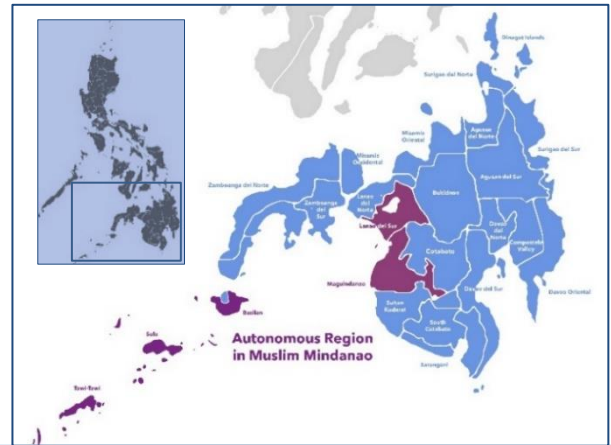 Dinagat Islands
Surigao del Norte
Agusan
del Norte
Surigao del Sur
Misamis
Oriental
Misamis
Occidental
Zamboanga del Norte
Zamboanga
del
Sur
Lanao
del
Norte
Bukidnon
Agusan del Sur
Lanao del Sur
Davao
del
Norte
Compostela
Valley
Cotabato
Maguindanao
Davao del Sur
Davao Oriental
Sultan
Kudarat
South
Cotabato
Sarangani
Basilan
Sulu
Tawi-Tawi
Autonomous Region
in Muslim Mindanao